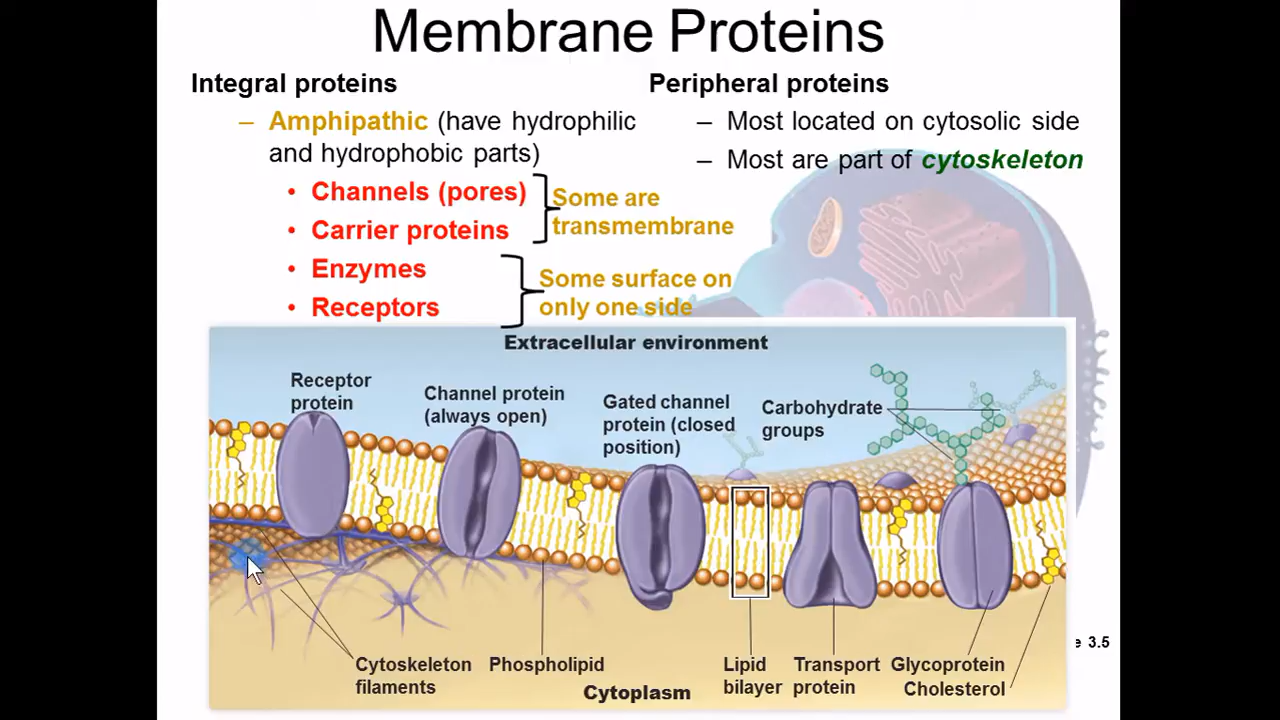 Membrane Proteins
Integral proteins
– Amphipathic (have hydrophilic
and hydrophobic parts)
• Channels (pores)
• Carrier proteins
Some are
transmembrane
• Enzymes
• Receptors
Some surface on
only one side
Peripheral proteins
– Most located on cytosolic side
– Most are part of cytoskeleton
Extracellular environment
Receptor
protein
Channel protein
(always open)
Gated channel
protein (closed
position)
Carbohydrate
groups
Cytoskeleton
filaments
Phospholipid
Lipid
bilayer
Transport
protein
Glycoprotein
Cholesterol
Cytoplasm
e 3.5